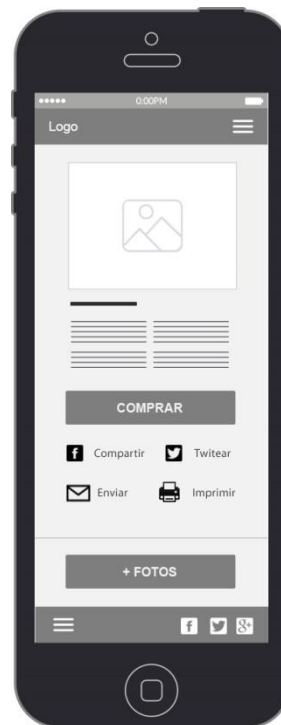 0:00PM
Logo
COMPRAR
Compartir Twitear
Enviar Imprimir
+ FOTOS